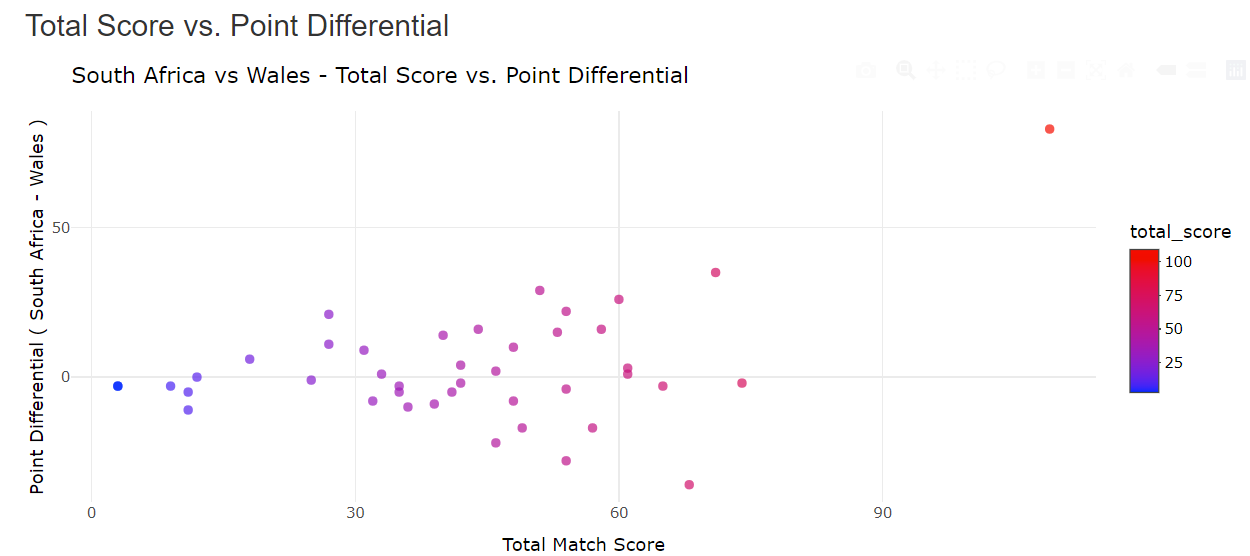 Total Score vs. Point Differential
South Africa vs Wales - Total Score vs. Point Differential
Point Differential ( South Africa - Wales )
50
0
0
30
60
90
Total Match Score
total_score
100
75
50
25